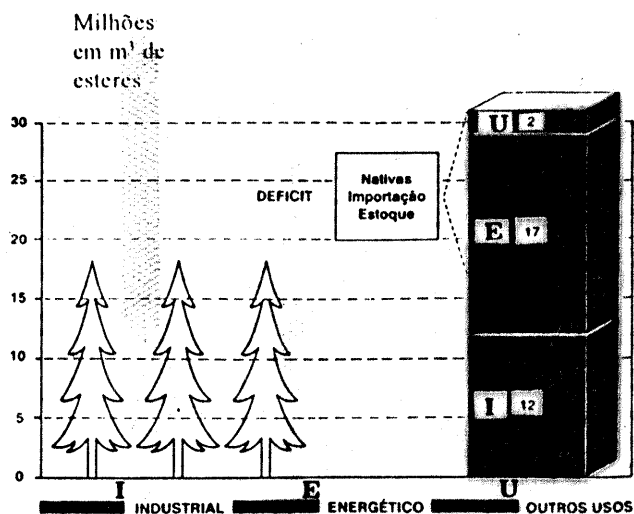 Milhões
em m³ de
esteres
30
25
20
15
10
5
0
DEFICIT
Nativas
Importação
Estoque
U 2
E 17
I 12
I INDUSTRIAL E ENERGÉTICO U OUTROS USOS